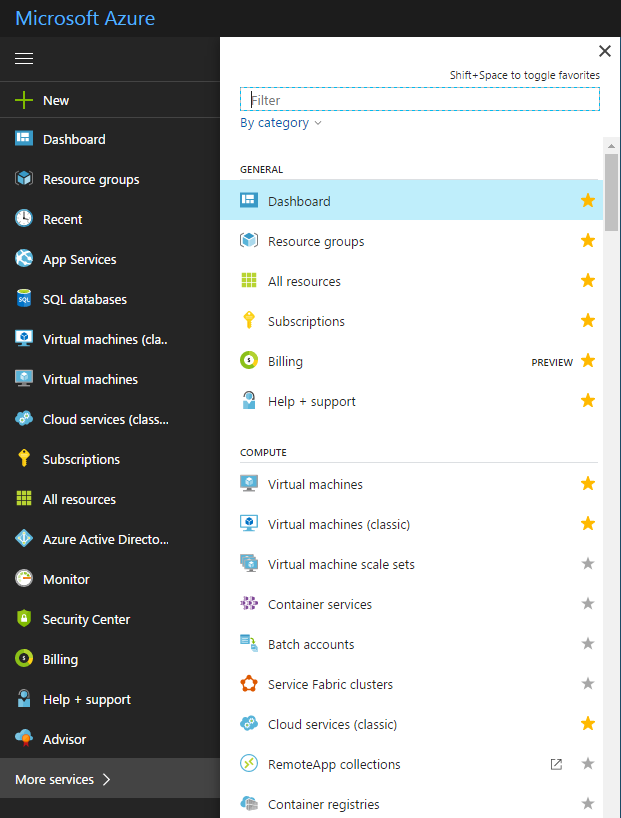 Microsoft Azure
New
Dashboard
Resource groups
Recent
App Services
SQL
SQL databases
Virtual machines (cla..
Virtual machines
Cloud services (classi...
Subscriptions
All resources
Azure Active Directo...
Monitor
Security Center
Billing
Help + support
Advisor
More services
Shift+Space to toggle favorites
Filter
By category
GENERAL
Dashboard
Resource groups
All resources
Subscriptions
Billing PREVIEW
Help + support
COMPUTE
Virtual machines
Virtual machines (classic)
Virtual machine scale sets
Container services
Batch accounts
Service Fabric clusters
Cloud services (classic)
RemoteApp collections
Container registries